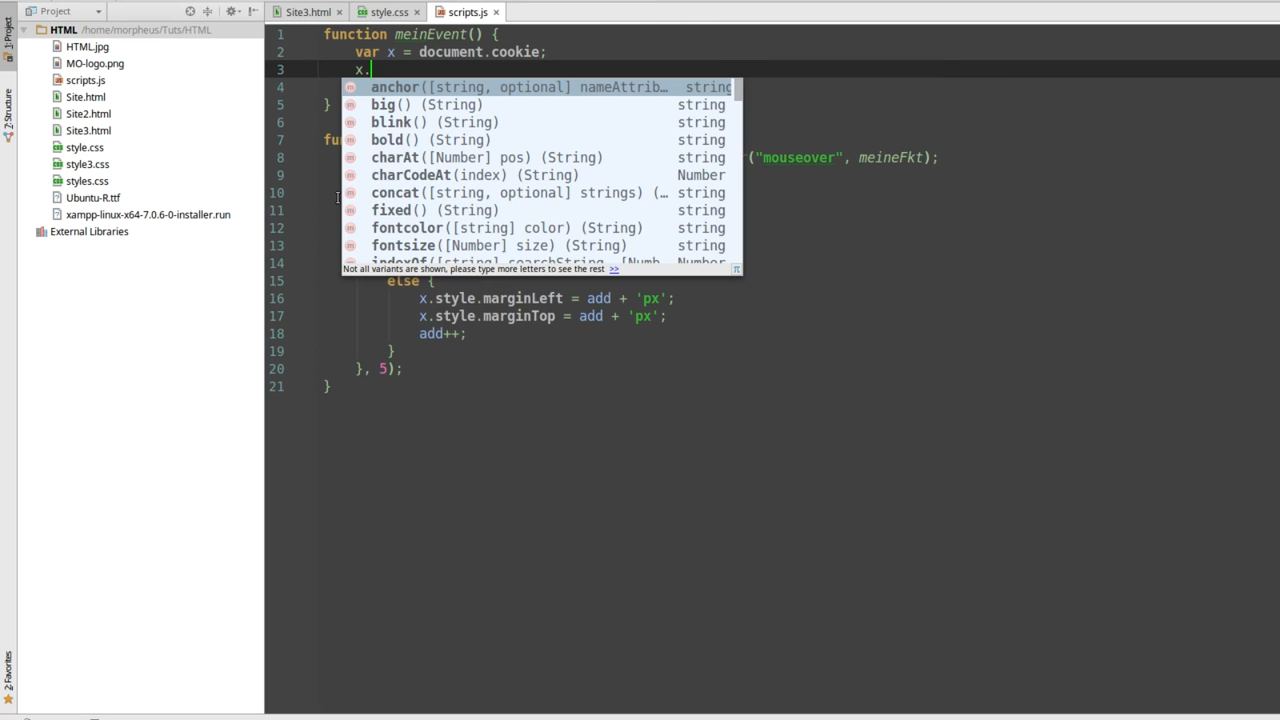 Project
Site3.html
style.css
scripts.js
1: Project
HTML /home/morpheus/Tuts/HTML
HTML.jpg
MO-logo.png
scripts.js
Site.html
Site2.html
Site3.html
style.css
style3.css
styles.css
Ubuntu-R.ttf
xampp-linux-x64-7.0.6-0-installer.run
External Libraries
7: Structure
2: Favorites
1 function meinEvent() {
2 var x = document.cookie;
3 x.
4
5 }
6
7 fu
8 ("mouseover", meineFkt);
9
10
11
12
13
14
15 else {
16 x.style.marginLeft = add + 'px';
17 x.style.marginTop = add + 'px';
18 add++;
19 }
20 }, 5);
21 }
anchor([string, optional] nameAttrib… string
big() (String) string
blink() (String) string
bold() (String) string
charAt([Number] pos) (String) string
charCodeAt(index) (String) Number
concat([string, optional] strings) (… string
fixed() (String) string
fontcolor([string] color) (String) string
fontsize([Number] size) (String) string
indexOf([string] searchString, [Numb… Number
Not all variants are shown, please type more letters to see the rest >>
π